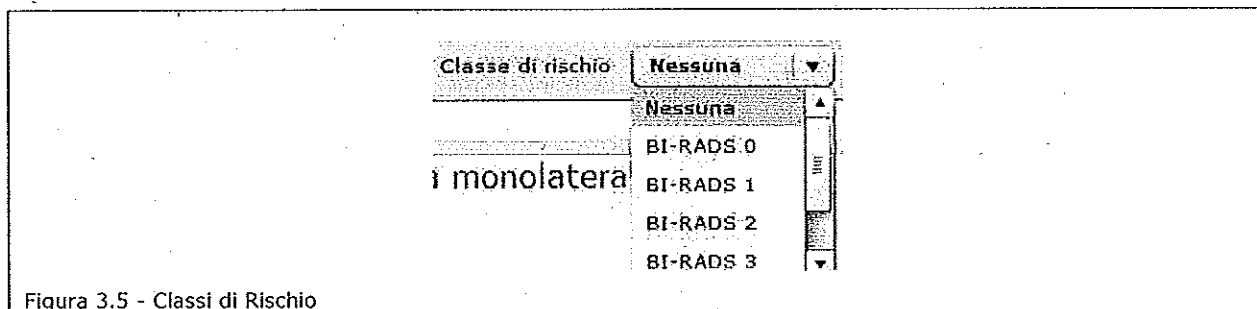 Classe di rischio Nessuna
Nessuna
BI-RADS 0
monolatera
BI-RADS 1
BI-RADS 2
BI-RADS 3
Figura 3.5 - Classi di Rischio